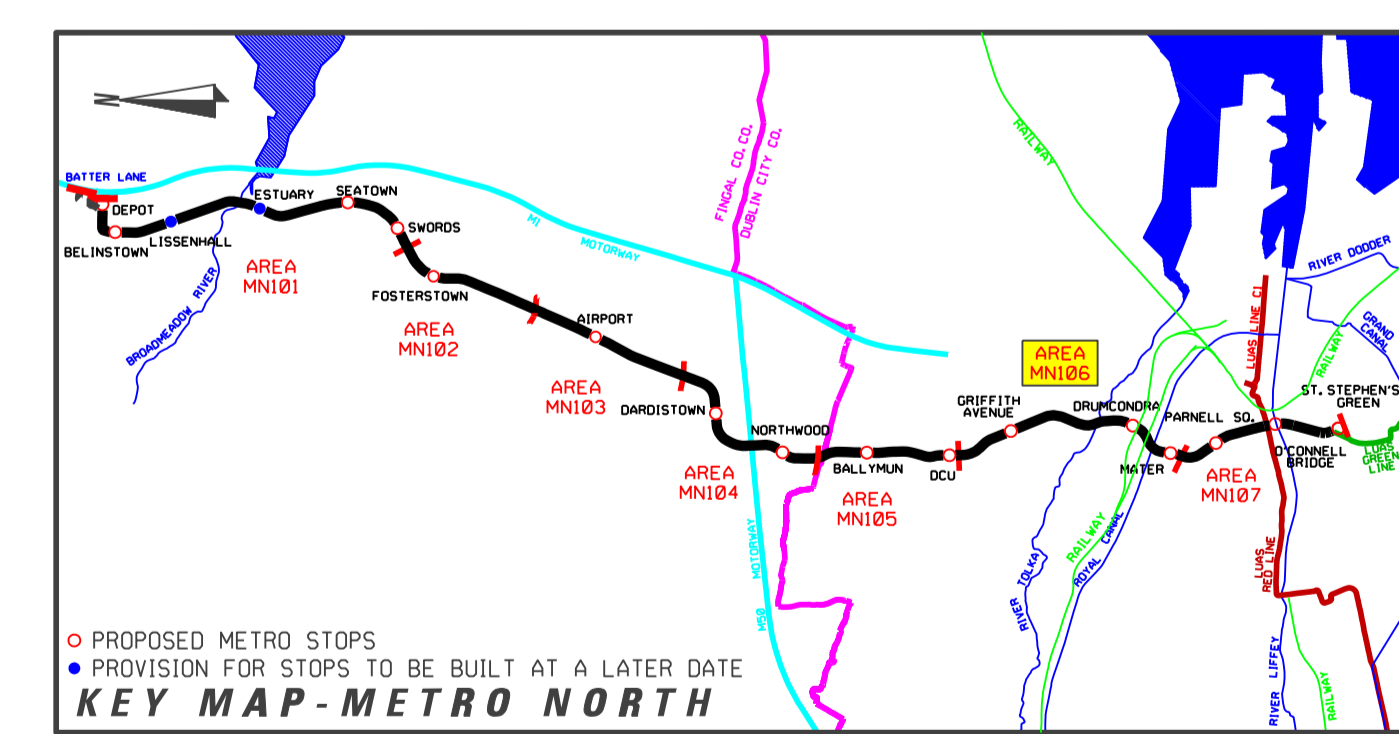 BATTER LANE
DEPOT
BELINSTOWN
LISSENHALL
ESTUARY
SEATOWN
SWORDS
BROADMEADOW RIVER
AREA
MN101
FOSTERSTOWN
AREA
MN102
M1
MOTORWAY
FINGAL CO.CO.
DUBLIN CITY CO.
AIRPORT
AREA
MN103
DARDISTOWN
NORTHWOOD
AREA
MN104
MOTORWAY
M50
BALLYMUN
AREA
MN105
DCU
GRIFFITH
AVENUE
AREA
MN106
RAILWAY
DRUMCONDRA
MATER
PARNELL SQ.
AREA
MN107
RIVER TOLKA
RAILWAY
ROYAL CANAL
LUAS LINE C1
RIVER DODDER
GRAND
CANAL
RAILWAY
ST. STEPHEN'S
GREEN
O'CONNELL
BRIDGE
LUAS
GREEN
LINE
LUAS
RED LINE
RIVER LIFFEY
RAILWAY
PROPOSED METRO STOPS
PROVISION FOR STOPS TO BE BUILT AT A LATER DATE
KEY MAP-METRO NORTH